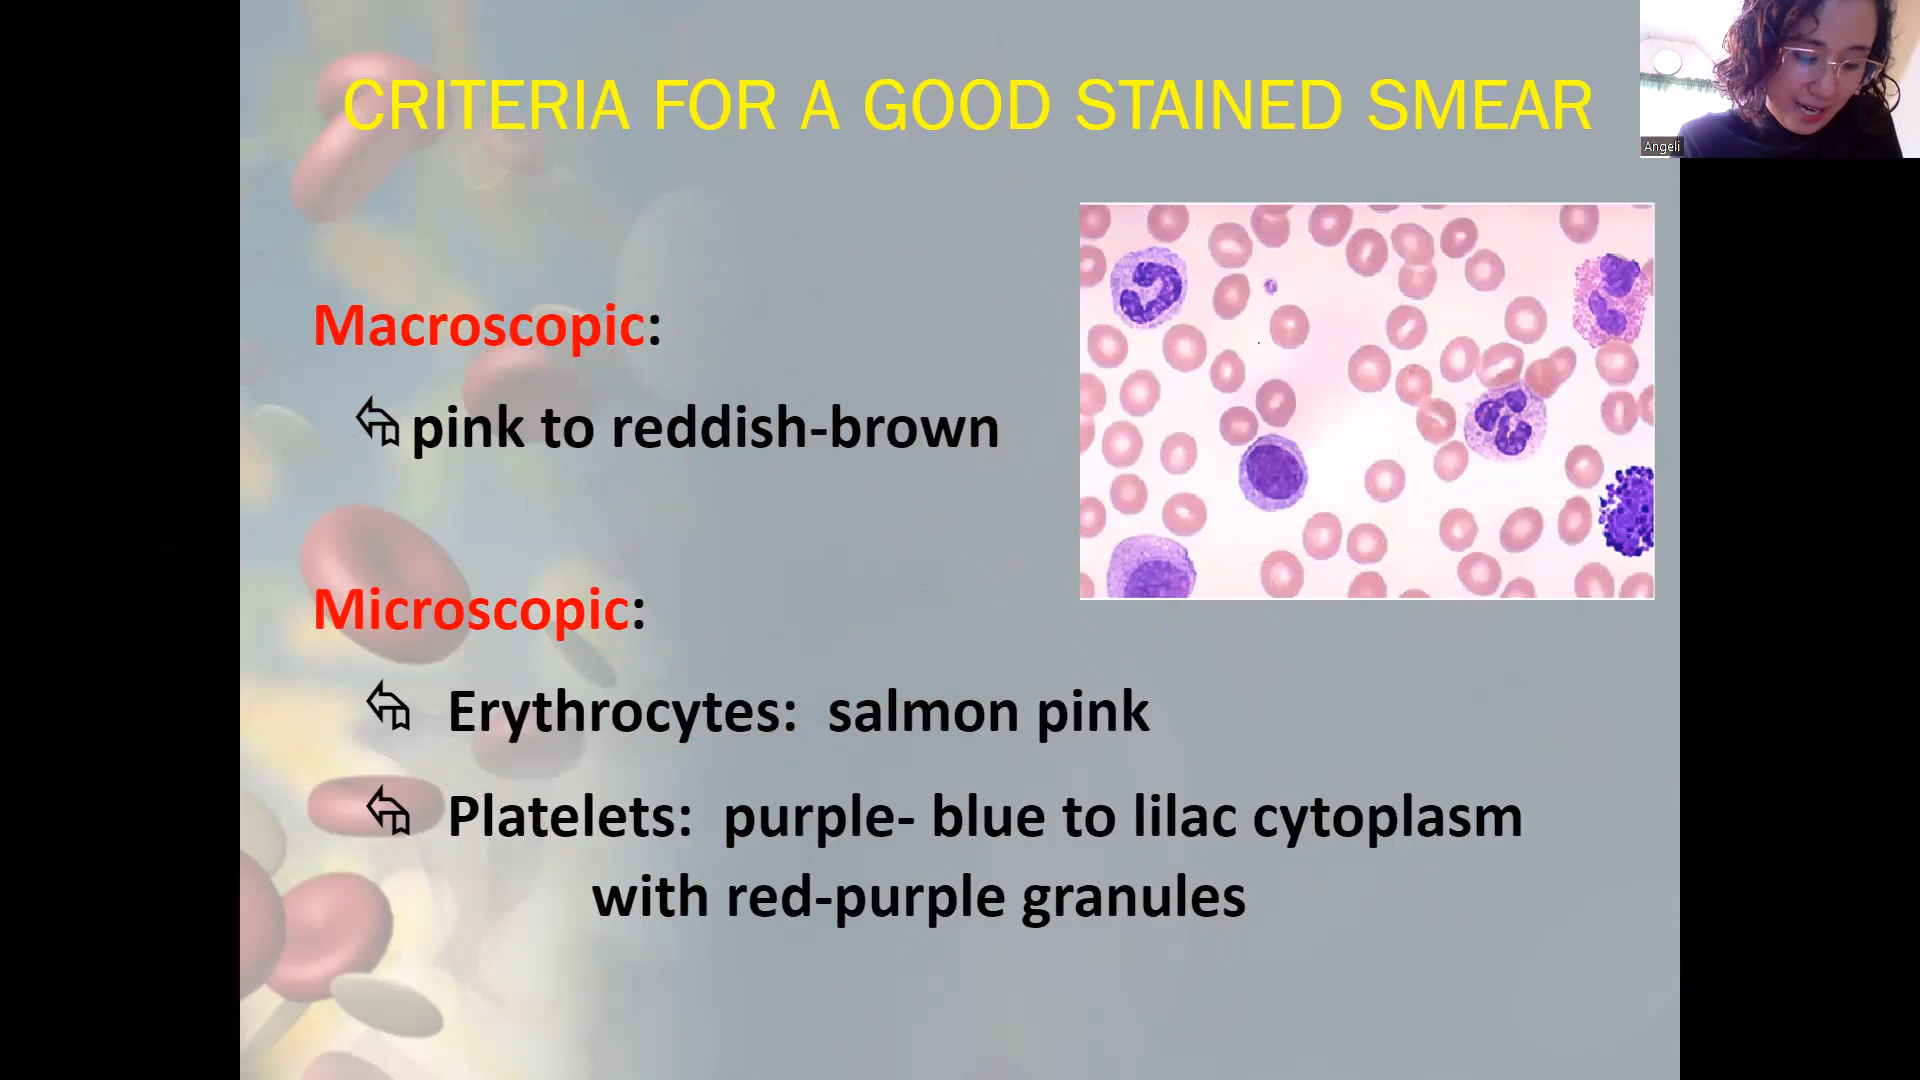 CRITERIA FOR A GOOD STAINED SMEAR
Angeli
Macroscopic:
pink to reddish-brown
Microscopic:
Erythrocytes: salmon pink
Platelets: purple- blue to lilac cytoplasm
with red-purple granules